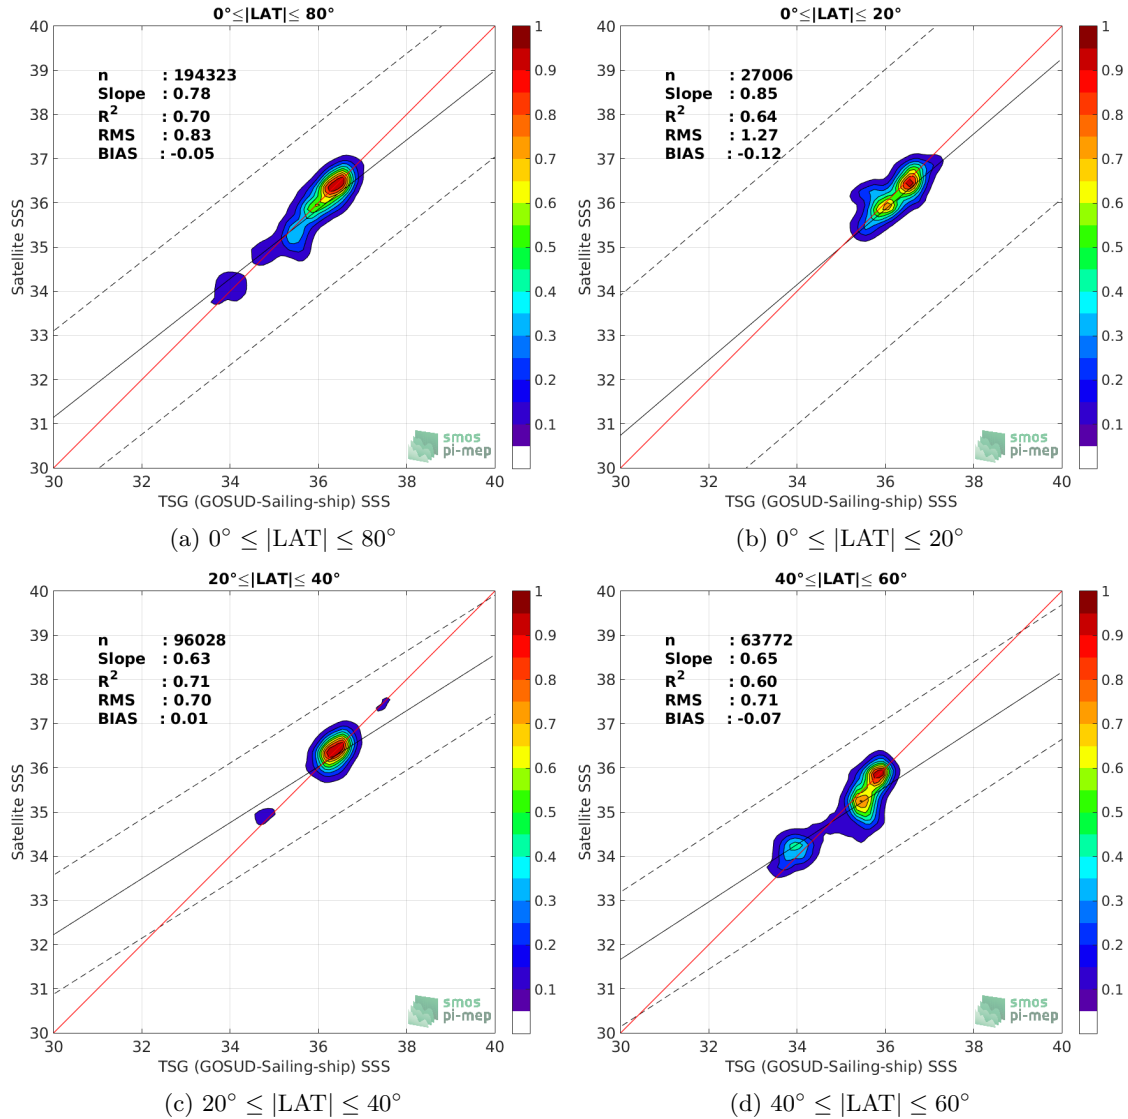 0°≤|LAT|≤ 80°
n : 194323
Slope : 0.78
R2 : 0.70
RMS : 0.83
BIAS : -0.05
Satellite SSS
40
39
38
37
36
35
34
33
32
31
30
30 32 34 36 38 40
TSG (GOSUD-Sailing-ship) SSS
1
0.9
0.8
0.7
0.6
0.5
0.4
0.3
0.2
0.1
smos
pi-mep
(a) 0° ≤ |LAT| ≤ 80°
0°≤|LAT|≤ 20°
n : 27006
Slope : 0.85
R2 : 0.64
RMS : 1.27
BIAS : -0.12
Satellite SSS
40
39
38
37
36
35
34
33
32
31
30
30 32 34 36 38 40
TSG (GOSUD-Sailing-ship) SSS
1
0.9
0.8
0.7
0.6
0.5
0.4
0.3
0.2
0.1
smos
pi-mep
(b) 0° ≤ |LAT| ≤ 20°
20°≤|LAT|≤ 40°
n : 96028
Slope : 0.63
R2 : 0.71
RMS : 0.70
BIAS : 0.01
Satellite SSS
40
39
38
37
36
35
34
33
32
31
30
30 32 34 36 38 40
TSG (GOSUD-Sailing-ship) SSS
1
0.9
0.8
0.7
0.6
0.5
0.4
0.3
0.2
0.1
smos
pi-mep
(c) 20° ≤ |LAT| ≤ 40°
40°≤|LAT|≤ 60°
n : 63772
Slope : 0.65
R2 : 0.60
RMS : 0.71
BIAS : -0.07
Satellite SSS
40
39
38
37
36
35
34
33
32
31
30
30 32 34 36 38 40
TSG (GOSUD-Sailing-ship) SSS
1
0.9
0.8
0.7
0.6
0.5
0.4
0.3
0.2
0.1
smos
pi-mep
(d) 40° ≤ |LAT| ≤ 60°